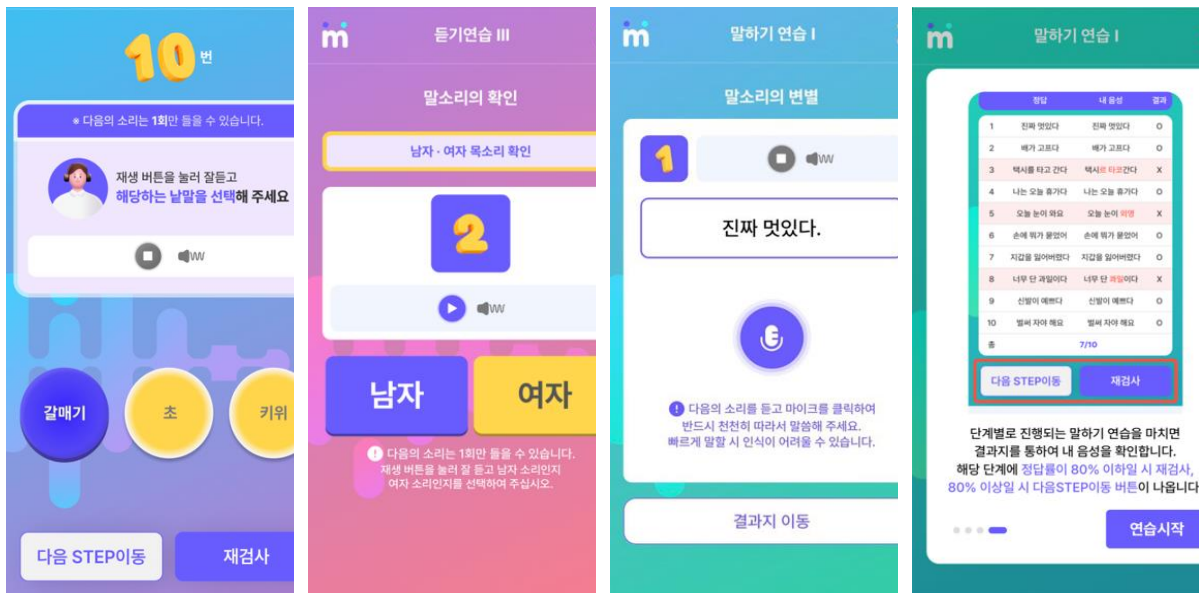 10번
※ 다음의 소리는 1회만 들을 수 있습니다.
재생 버튼을 눌러 잘듣고
해당하는 낱말을 선택해 주세요
갈매기
초
키위
다음 STEP이동
재검사
m
듣기연습 III
말소리의 확인
남자 · 여자 목소리 확인
2
남자
여자
다음의 소리는 1회만 들을 수 있습니다.
재생 버튼을 눌러 잘 듣고 남자 소리인지
여자 소리인지를 선택하여 주십시오.
m
말하기 연습 I
말소리의 변별
1
진짜 멋있다.
다음의 소리를 듣고 마이크를 클릭하여
반드시 천천히 따라서 말씀해 주세요.
빠르게 말할 시 인식이 어려울 수 있습니다.
결과지 이동
m
말하기 연습 I
정답 내 음성 결과
1 진짜 멋있다 진짜 멋있다 O
2 배가 고프다 배가 고프다 O
3 택시를 타고 간다 택시르 타코간다 X
4 나는 오늘 휴가다 나는 오늘 휴가다 O
5 오늘 눈이 와요 오늘 눈이 와영 X
6 손에 뭐가 묻었어 손에 뭐가 묻었어 O
7 지갑을 잃어버렸다 지갑을 잃어버렸다 O
8 너무 단 과일이다 너무 단 이다 X
9 신발이 예쁘다 신발이 예쁘다 O
10 벌써 자야 해요 벌써 자야 해요 O
총 7/10
다음 STEP이동
재검사
단계별로 진행되는 말하기 연습을 마치면
결과지를 통하여 내 음성을 확인합니다.
해당 단계에 정답률이 80% 이하일 시 재검사,
80% 이상일 시 다음STEP이동 버튼이 나옵니다
연습시작